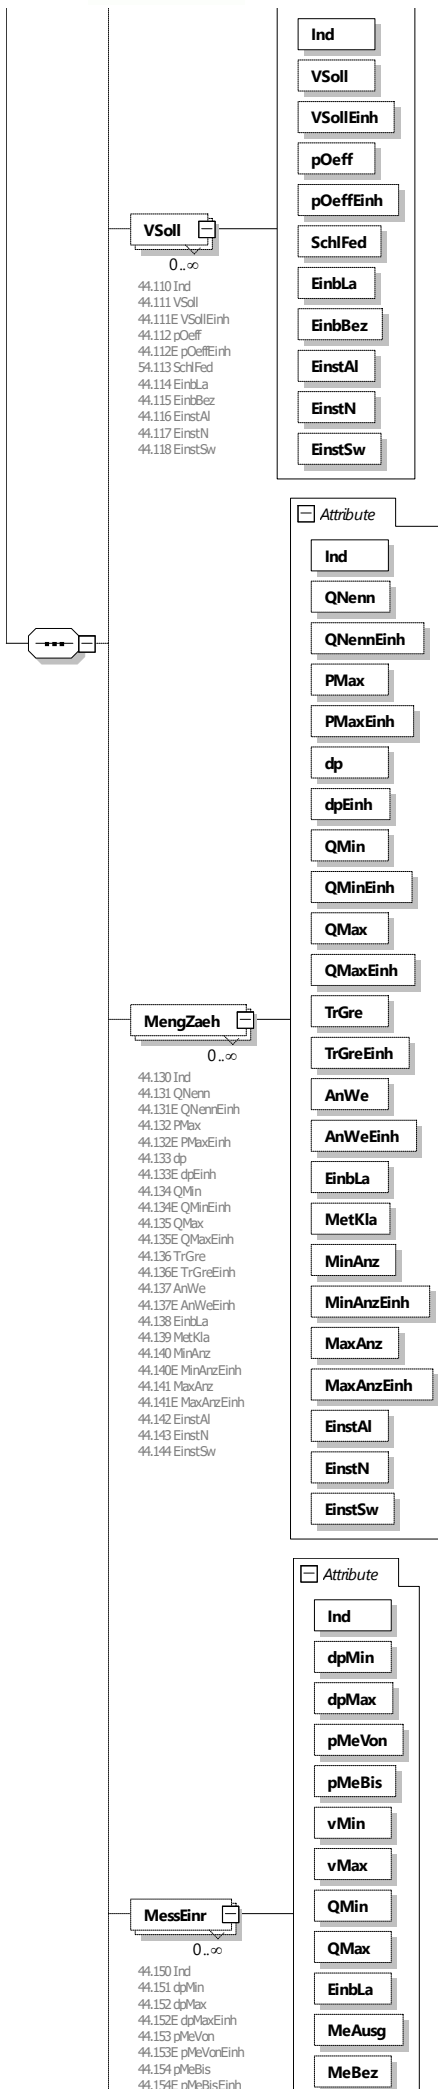 Ind
VSoll
VSollEinh
pOeff
pOeffEinh
SchlFed
EinbLa
EinbBez
EinstAl
EinstN
EinstSw
VSoll
0..∞
44.110 Ind
44.111 VSoll
44.111E VSollEinh
44.112 pOeff
44.112E pOeffEinh
54.113 SchlFed
44.114 EinbLa
44.115 EinbBez
44.116 EinstAl
44.117 EinstN
44.118 EinstSw
Attribute
Ind
QNenn
QNennEinh
PMax
PMaxEinh
dp
dpEinh
QMin
QMinEinh
QMax
QMaxEinh
TrGre
TrGreEinh
AnWe
AnWeEinh
EinbLa
MetKla
MinAnz
MinAnzEinh
MaxAnz
MaxAnzEinh
EinstAl
EinstN
EinstSw
MengZaeh
0..∞
44.130 Ind
44.131 QNenn
44.131E QNennEinh
44.132 PMax
44.132E PMaxEinh
44.133 dp
44.133E dpEinh
44.134 QMin
44.134E QMinEinh
44.135 QMax
44.135E QMaxEinh
44.136 TrGre
44.136E TrGreEinh
44.137 AnWe
44.137E AnWeEinh
44.138 EinbLa
44.139 MetKla
44.140 MinAnz
44.140E MinAnzEinh
44.141 MaxAnz
44.141E MaxAnzEinh
44.142 EinstAl
44.143 EinstN
44.144 EinstSw
Attribute
Ind
dpMin
dpMax
pMeVon
pMeBis
vMin
vMax
QMin
QMax
EinbLa
MeAusg
MeBez
MessEinr
0..∞
44.150 Ind
44.151 dpMin
44.152 dpMax
44.152E dpMaxEinh
44.153 pMeVon
44.153E pMeVonEinh
44.154 pMeBis
44.154E pMeBisEinh